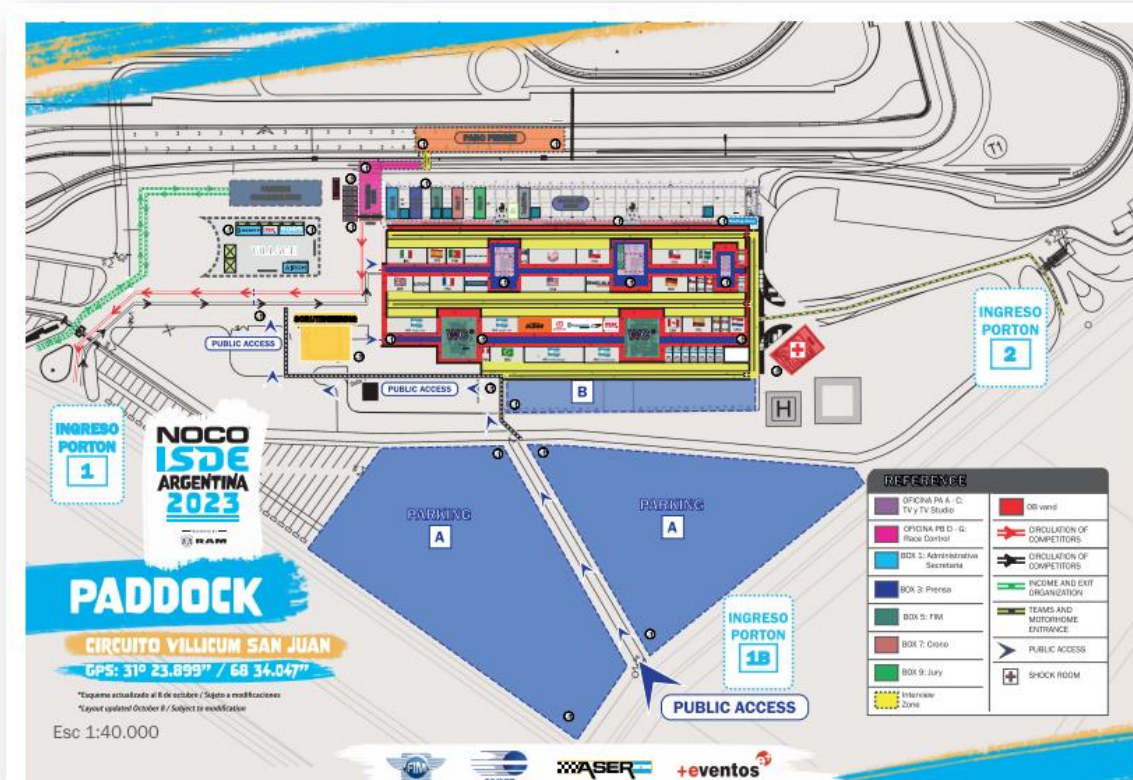 PARC FERME
T1
PUBLIC ACCESS
PUBLIC ACCESS
B
H
INGRESO
PORTON
2
INGRESO
PORTON
1
NOCO
ISDE
ARGENTINA
2023
RAM
PARKING
A
PARKING
A
PADDOCK
CIRCUITO VILLICUM SAN JUAN
GPS: 31º 23.899” / 68 34.047”
*Esquema actualizado al 8 de octubre / Sujeto a modificaciones
*Layout updated October 8 / Subject to modification
Esc 1:40.000
INGRESO
PORTON
1B
PUBLIC ACCESS
REFERENCE
OFICINA PA A - C:
TV y TV Studio
OFICINA PB D - G:
Race Control
BOX 1: Administrativa
Secretaria
BOX 3: Prensa
BOX 5: FIM
BOX 7: Crono
BOX 9: Jury
Interview
Zone
OB vand
CIRCULATION OF
COMPETITORS
CIRCULATION OF
COMPETITORS
INCOME AND EXIT
ORGANIZATION
TEAMS AND
MOTORHOME
ENTRANCE
PUBLIC ACCESS
SHOCK ROOM
FIM
ASER
+eventos